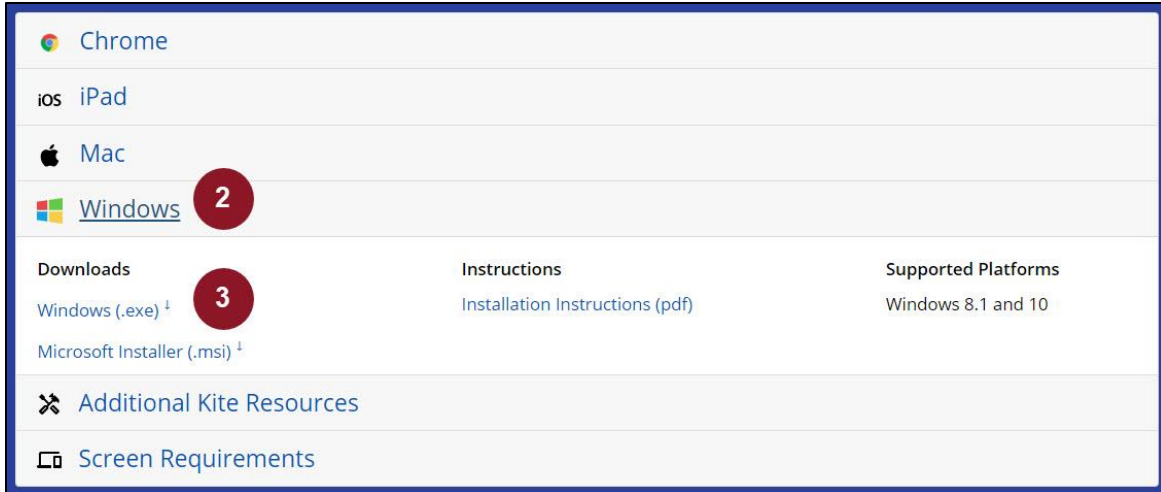 Chrome
iOS iPad
Mac
Windows 2
Downloads Instructions Supported Platforms
Windows (.exe) ↓ 3 Installation Instructions (pdf) Windows 8.1 and 10
Microsoft Installer (.msi) ↓
Additional Kite Resources
Screen Requirements